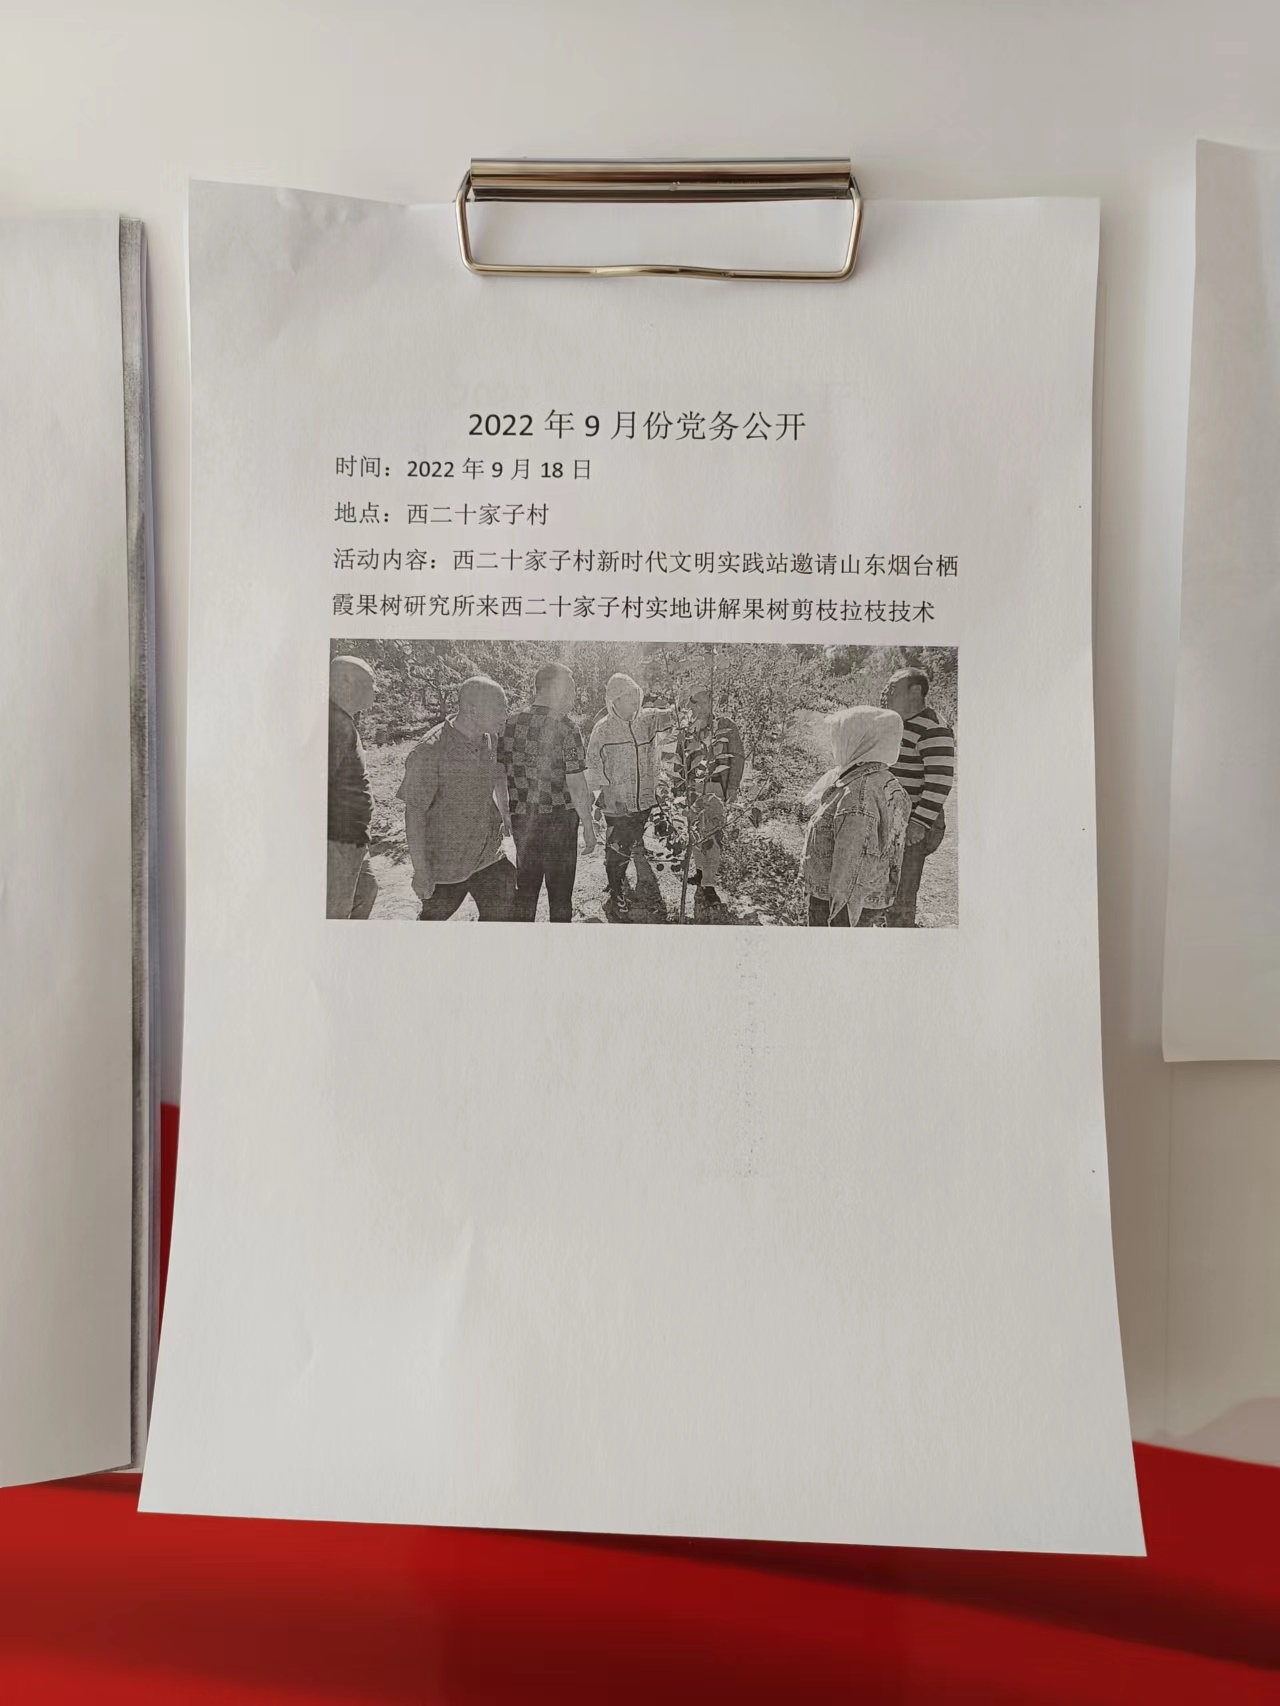 2022 年 9 月份党务公开
时间：2022 年 9 月 18 日
地点：西二十家子村
活动内容：西二十家子村新时代文明实践站邀请山东烟台栖
霞果树研究所来西二十家子村实地讲解果树剪枝拉枝技术